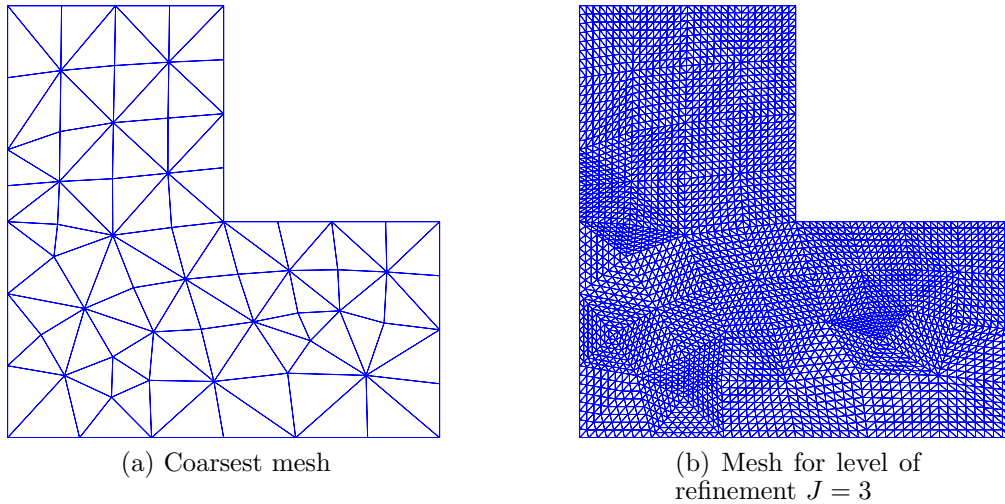 (a) Coarsest mesh
(b) Mesh for level of
refinement J = 3